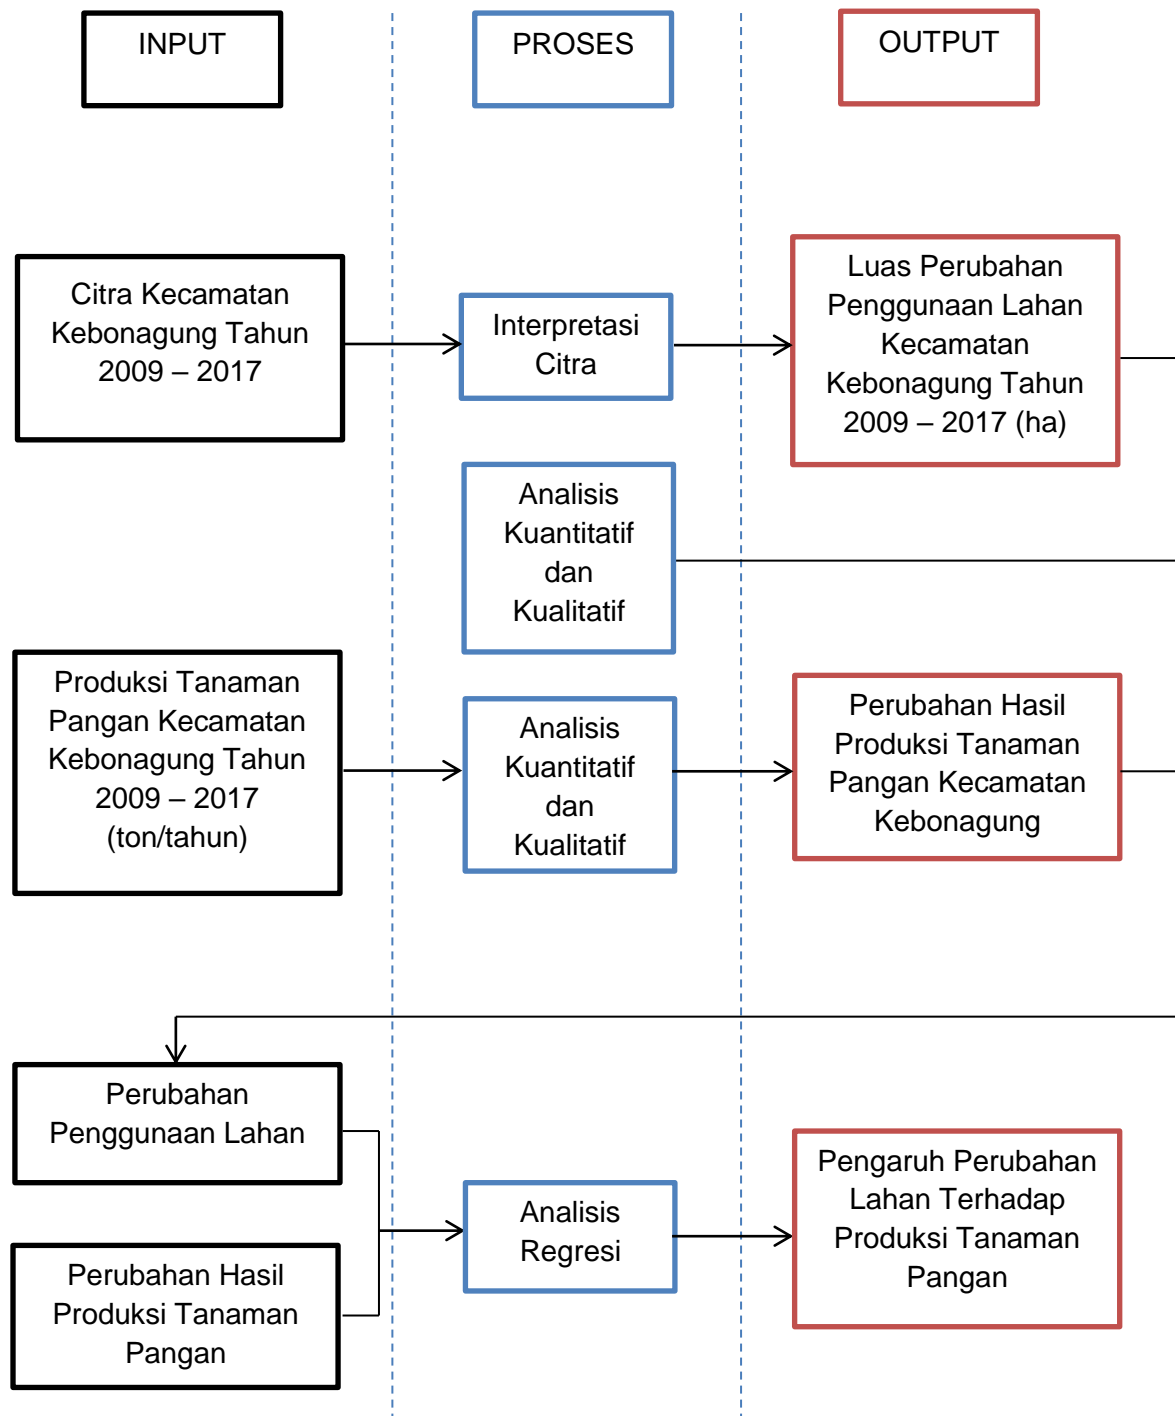 INPUT
PROSES
OUTPUT
Citra Kecamatan
Kebonagung Tahun
2009 – 2017
Interpretasi
Citra
Luas Perubahan
Penggunaan Lahan
Kecamatan
Kebonagung Tahun
2009 – 2017 (ha)
Analisis
Kuantitatif
dan
Kualitatif
Produksi Tanaman
Pangan Kecamatan
Kebonagung Tahun
2009 – 2017
(ton/tahun)
Analisis
Kuantitatif
dan
Kualitatif
Perubahan Hasil
Produksi Tanaman
Pangan Kecamatan
Kebonagung
Perubahan
Penggunaan Lahan
Perubahan Hasil
Produksi Tanaman
Pangan
Analisis
Regresi
Pengaruh Perubahan
Lahan Terhadap
Produksi Tanaman
Pangan